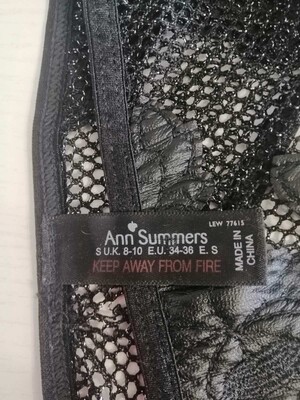 LEW 77615
Ann Summers
S U.K. 8-10 E.U. 34-36 E. S
KEEP AWAY FROM FIRE
MADE IN
CHINA